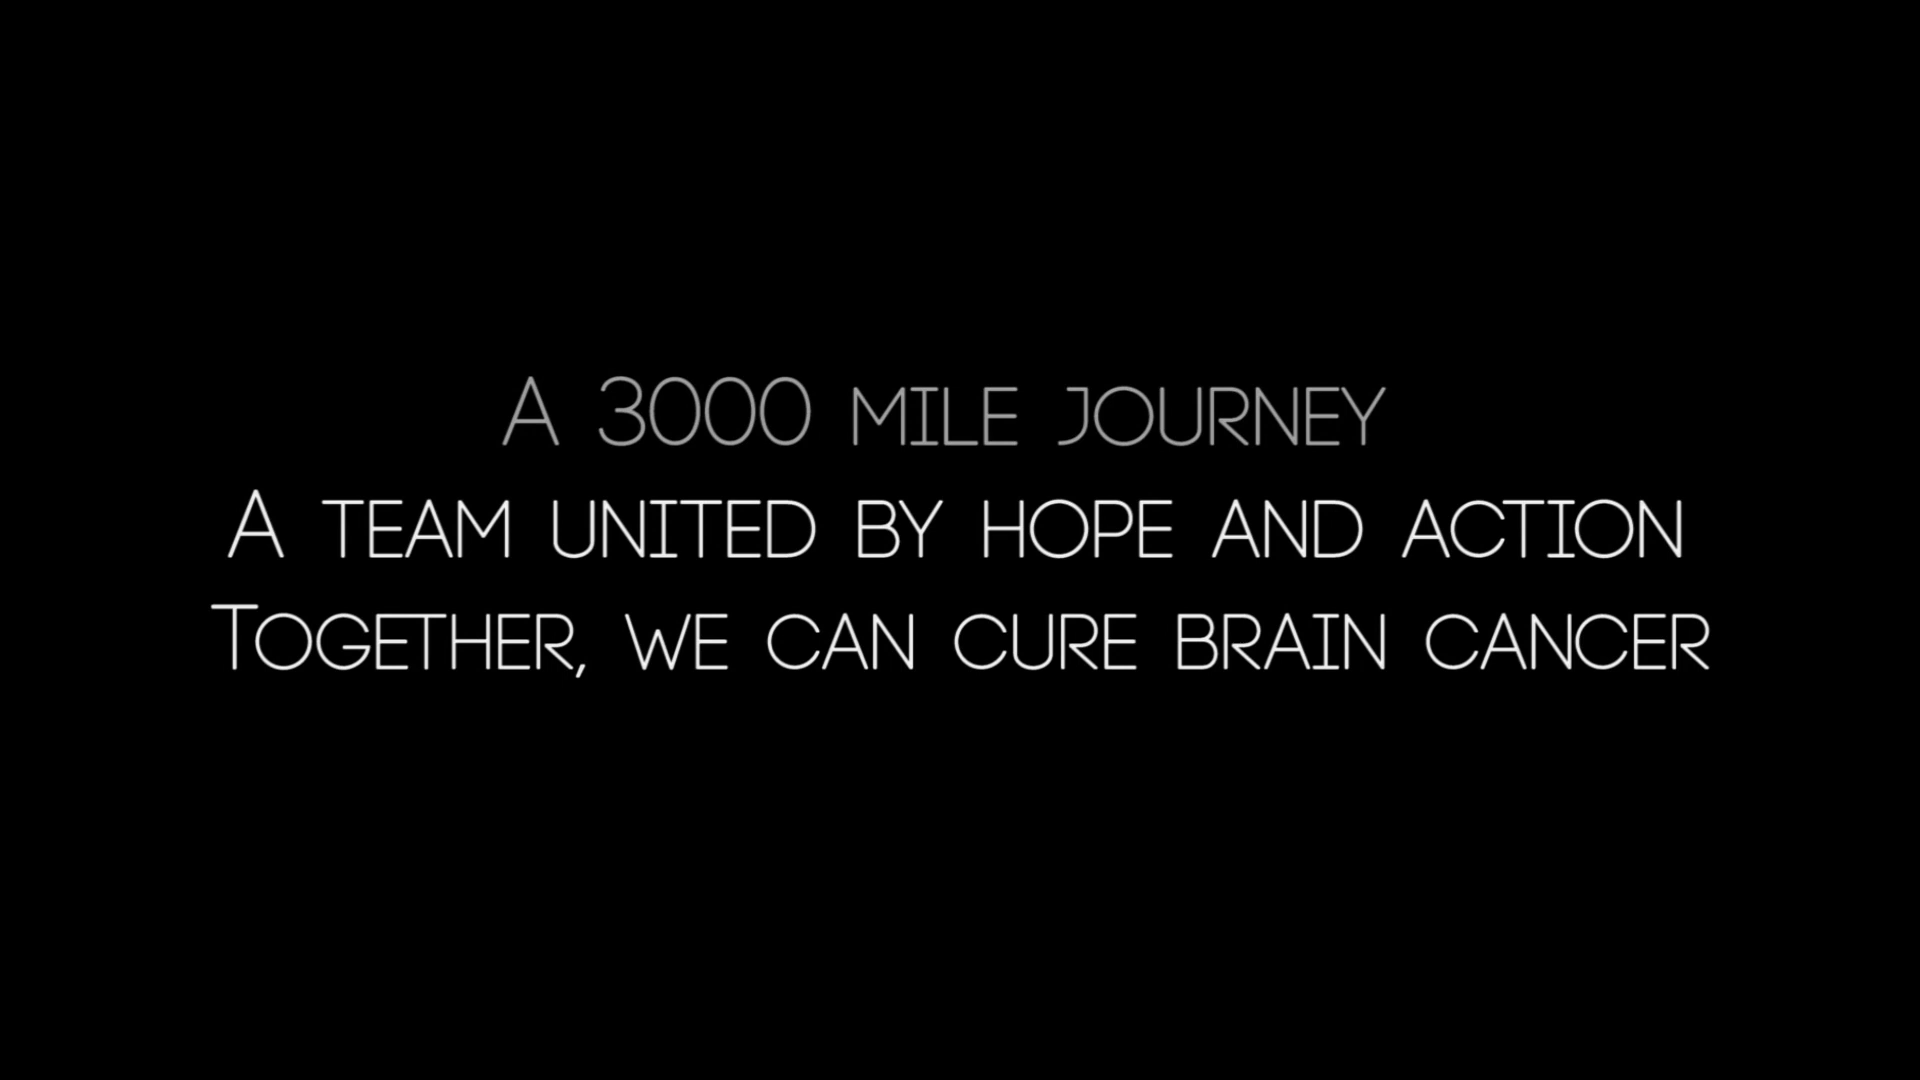 A 3000 MILE JOURNEY
A TEAM UNITED BY HOPE AND ACTION
TOGETHER, WE CAN CURE BRAIN CANCER